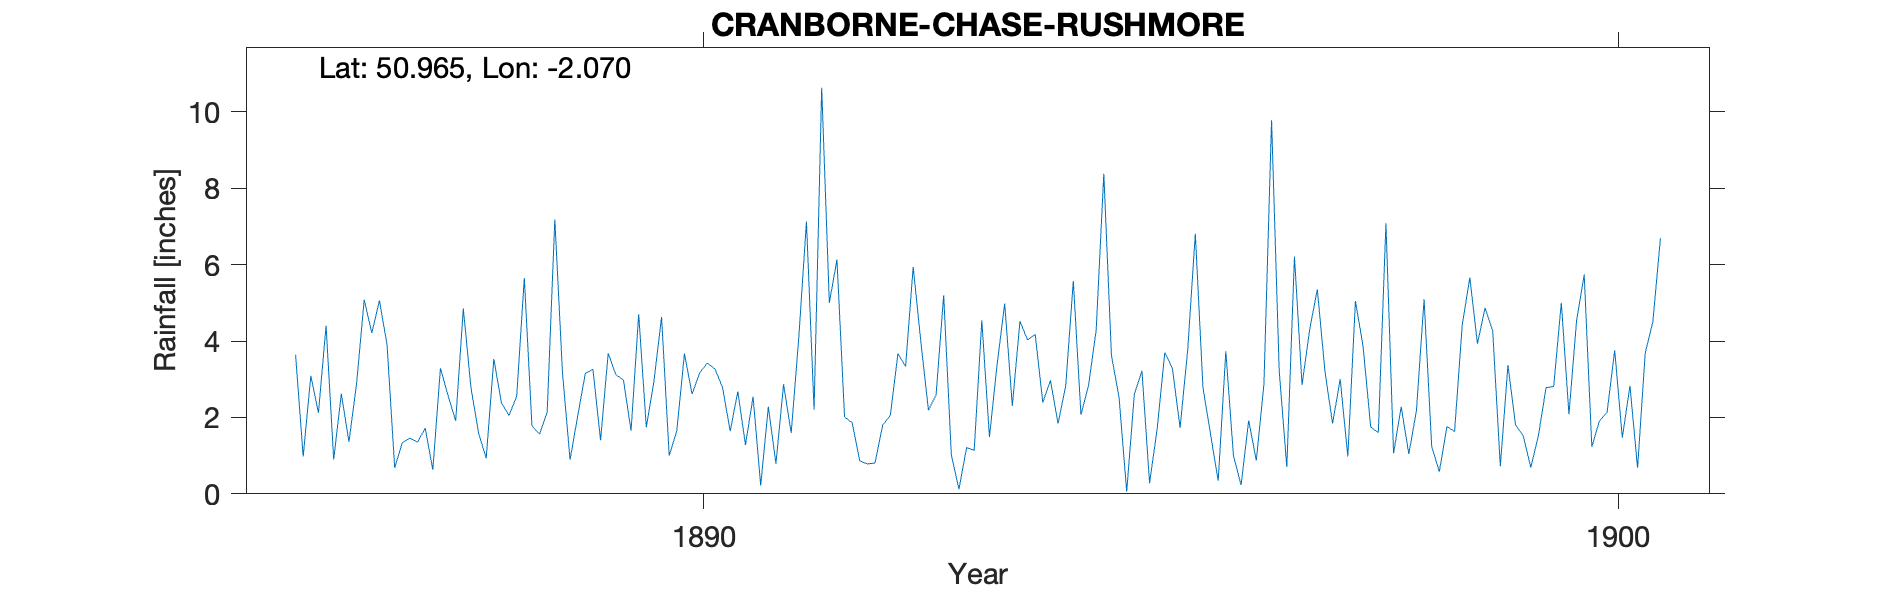 CRANBORNE-CHASE-RUSHMORE
Lat: 50.965, Lon: -2.070
10
8
6
4
2
0
Rainfall [inches]
1890
1900
Year